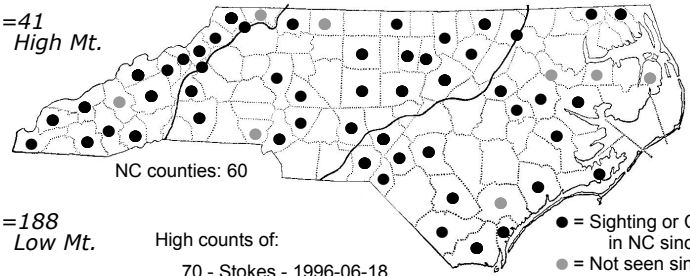 =41
High Mt.
NC counties: 60
=188
Low Mt.
High counts of:
70 - Stokes - 1996-06-18
= Sighting or
in NC sinc
= Not seen sin